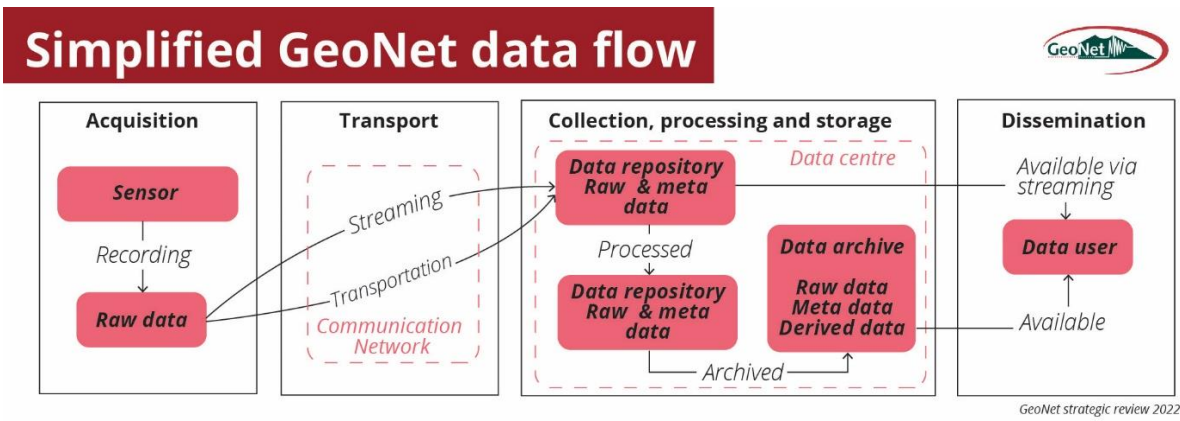 Simplified GeoNet data flow
GeoNet
Acquisition
Sensor
Recording
Raw data
Transport
Streaming
Transportation
Communication
Network
Collection, processing and storage
Data centre
Data repository
Raw & meta
data
Processed
Data repository
Raw & meta
data
Archived
Data archive
Raw data
Meta data
Derived data
Dissemination
Available via
streaming
Data user
Available
GeoNet strategic review 2022